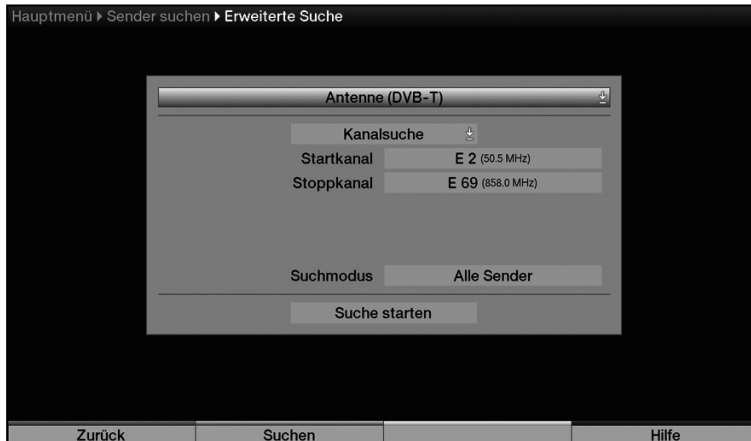 Hauptmenü ▸ Sender suchen ▸ Erweiterte Suche
Antenne (DVB-T)
Kanalsuche
Startkanal E 2 (50.5 MHz)
Stoppkanal E 69 (858.0 MHz)
Suchmodus Alle Sender
Suche starten
Zurück Suchen Hilfe